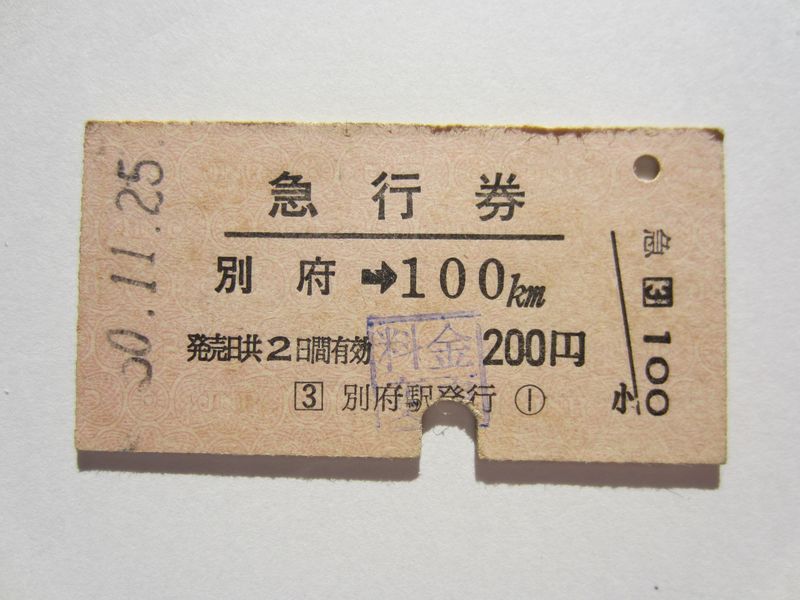 50.11.25
急行券
別府➡100km
発売日共2日間有効 200円
料金
③ 別府駅発行 ①
急 3 100
小